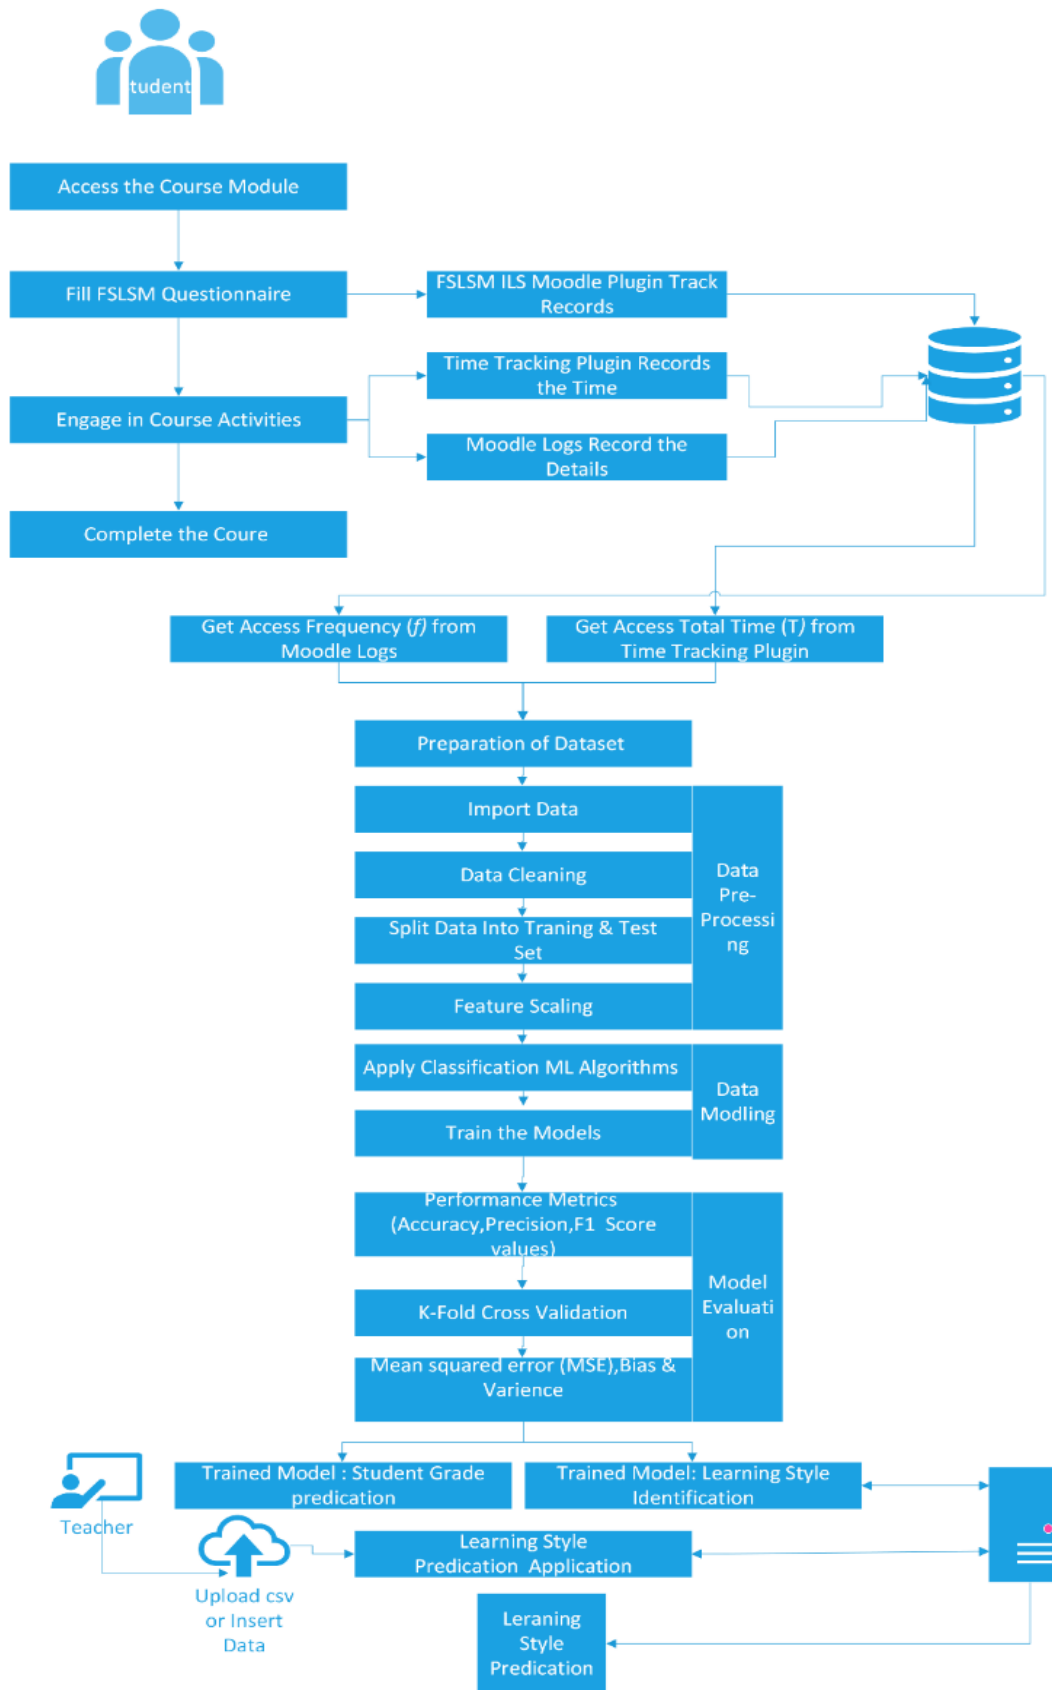 tudent
Access the Course Module
Fill FSLSM Questionnaire
FSLSM ILS Moodle Plugin Track
Records
Time Tracking Plugin Records
the Time
Engage in Course Activities
Moodle Logs Record the
Details
Complete the Coure
Get Access Frequency (f) from
Moodle Logs
Get Access Total Time (T) from
Time Tracking Plugin
Preparation of Dataset
Import Data
Data Cleaning
Split Data Into Traning & Test
Set
Feature Scaling
Data
Pre-
Processi
ng
Apply Classification ML Algorithms
Train the Models
Data
Modling
Performance Metrics
(Accuracy,Precision,F1 Score
values)
K-Fold Cross Validation
Mean squared error (MSE),Bias &
Varience
Model
Evaluati
on
Trained Model : Student Grade
predication
Trained Model: Learning Style
Identification
Teacher
Upload csv
or Insert
Data
Learning Style
Predication Application
Leraning
Style
Predication